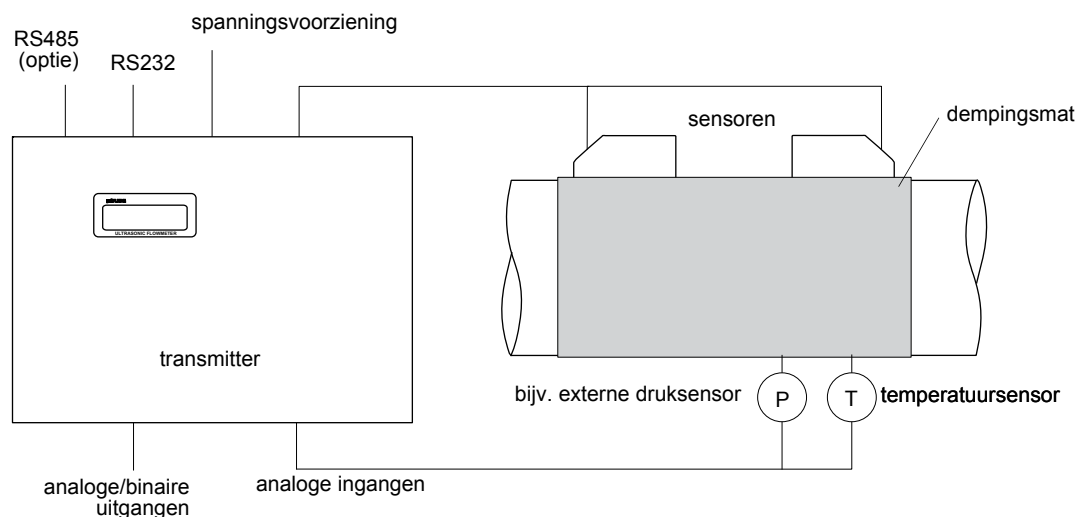 spanningsvoorziening
RS485
(optie)
RS232
sensoren
dempingsmat
ULTRASONIC FLOWMETER
transmitter
bijv. externe druksensor
P
T
temperatuursensor
analoge/binaire
uitgangen
analoge ingangen